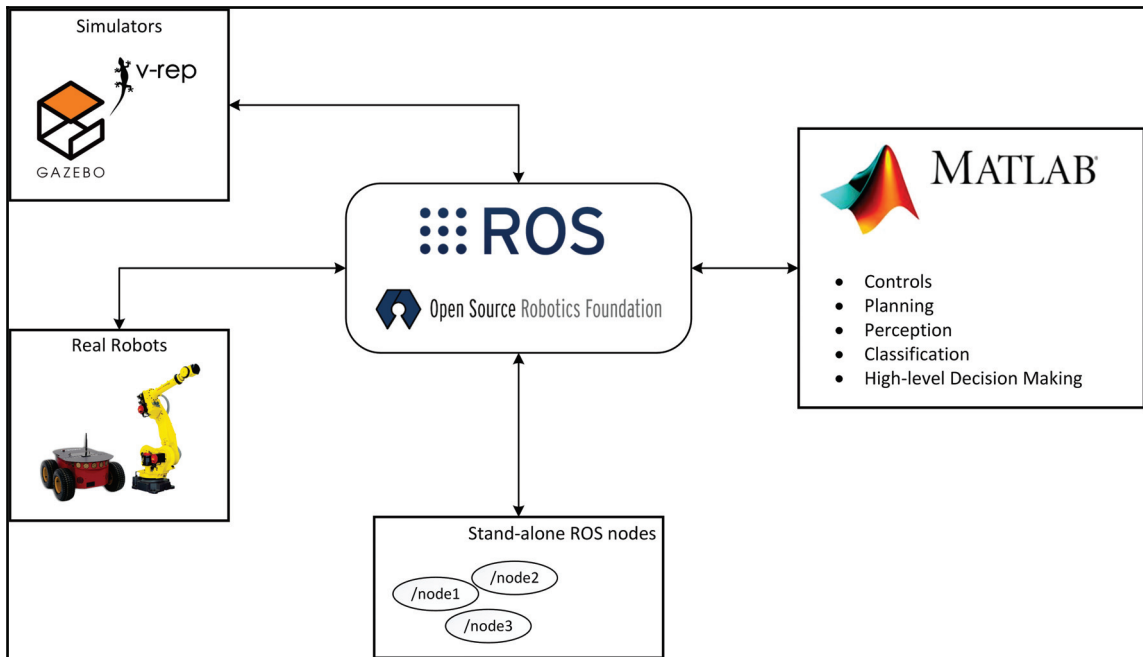 Simulators
v-rep
GAZEBO
ROS
Open Source Robotics Foundation
MATLAB®
• Controls
• Planning
• Perception
• Classification
• High-level Decision Making
Real Robots
Stand-alone ROS nodes
/node2
/node1
/node3